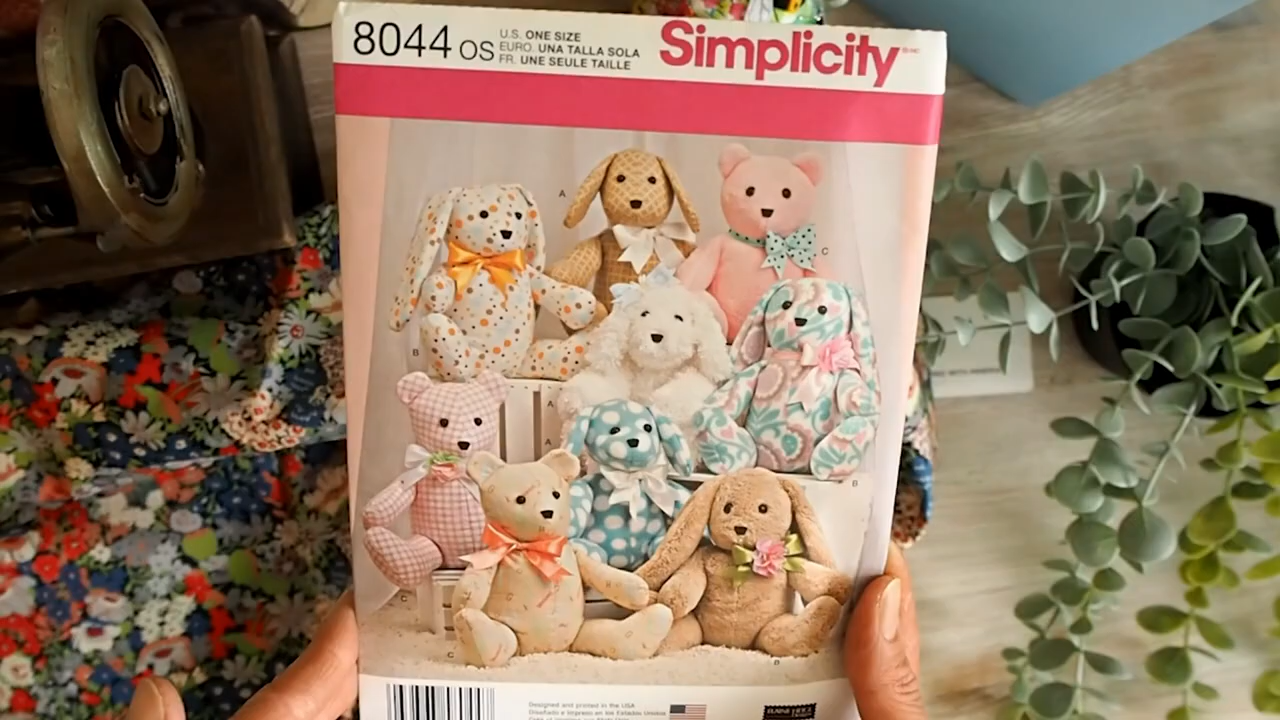 8044 OS
U.S. ONE SIZE
EURO. UNA TALLA SOLA
FR. UNE SEULE TAILLE
Simplicity
A
C
B
A
A
B
C
C
B
Designed and printed in the USA
Diseñado e Impreso en los Estados Unidos